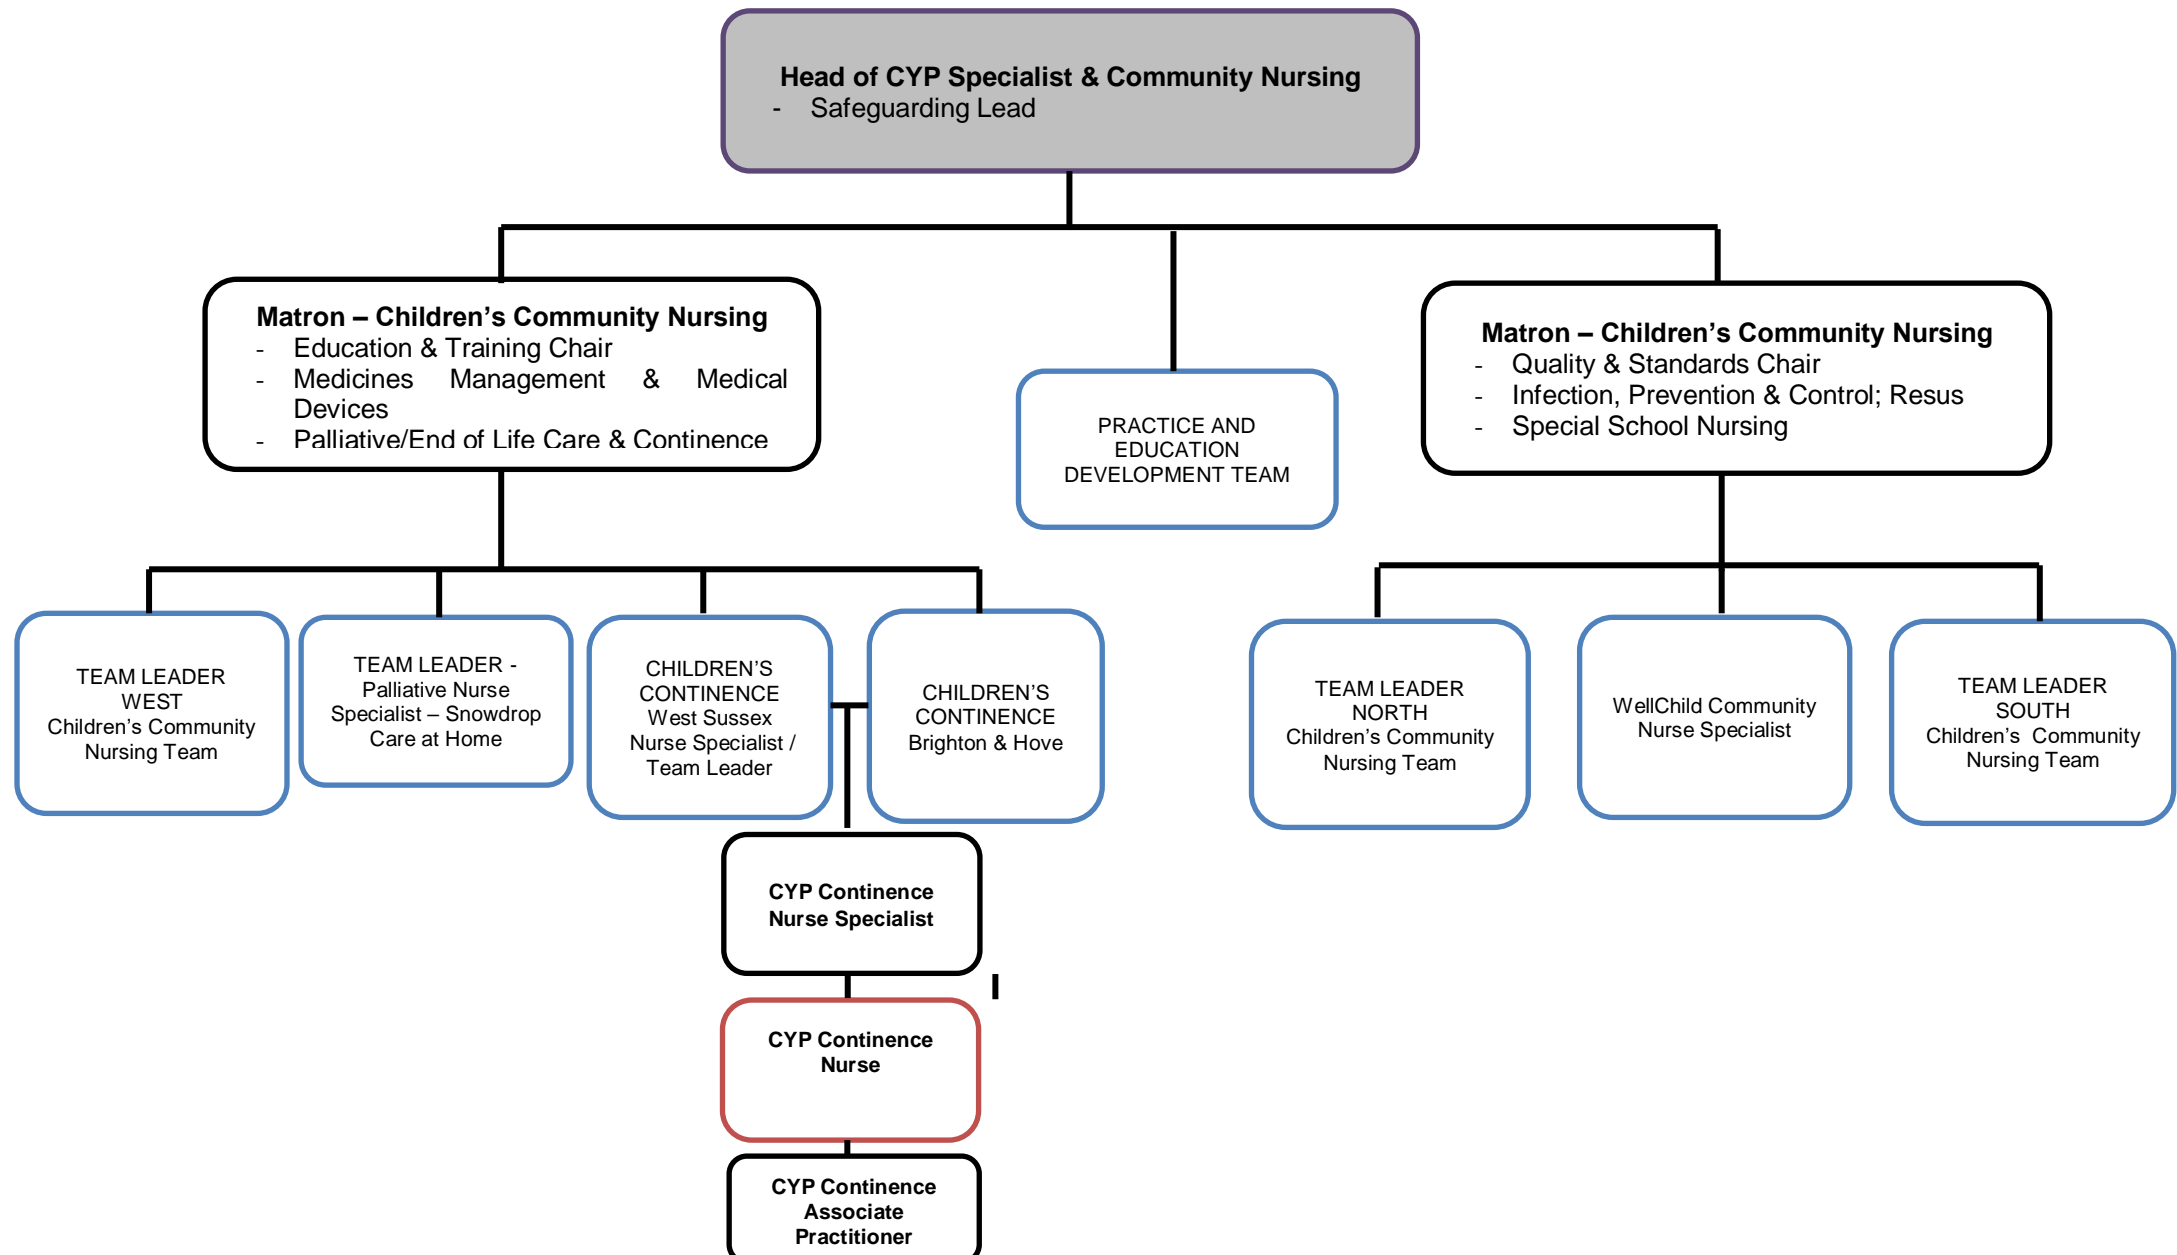 Head of CYP Specialist & Community Nursing
- Safeguarding Lead
Matron – Children’s Community Nursing
- Education & Training Chair
- Medicines Management & Medical
Devices
- Palliative/End of Life Care & Continence
PRACTICE AND
EDUCATION
DEVELOPMENT TEAM
Matron – Children’s Community Nursing
- Quality & Standards Chair
- Infection, Prevention & Control; Resus
- Special School Nursing
TEAM LEADER
WEST
Children’s Community
Nursing Team
TEAM LEADER -
Palliative Nurse
Specialist – Snowdrop
Care at Home
CHILDREN’S
CONTINENCE
West Sussex
Nurse Specialist /
Team Leader
CHILDREN’S
CONTINENCE
Brighton & Hove
TEAM LEADER
NORTH
Children’s Community
Nursing Team
WellChild Community
Nurse Specialist
TEAM LEADER
SOUTH
Children’s Community
Nursing Team
CYP Continence
Nurse Specialist
CYP Continence
Nurse
CYP Continence
Associate
Practitioner